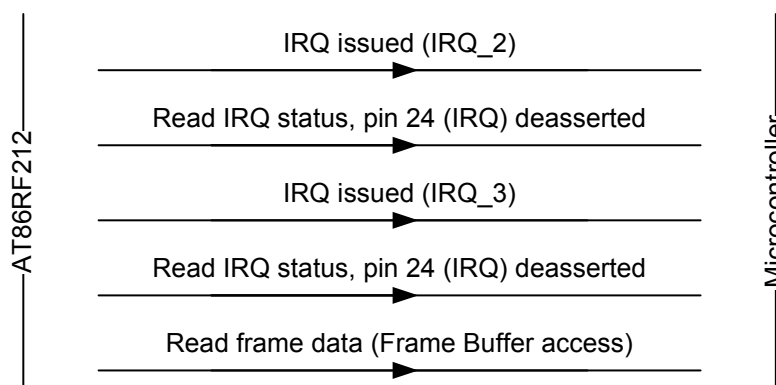 IRQ issued (IRQ_2)
Read IRQ status, pin 24 (IRQ) deasserted
IRQ issued (IRQ_3)
Read IRQ status, pin 24 (IRQ) deasserted
Read frame data (Frame Buffer access)
AT86RF212
Microcontroller